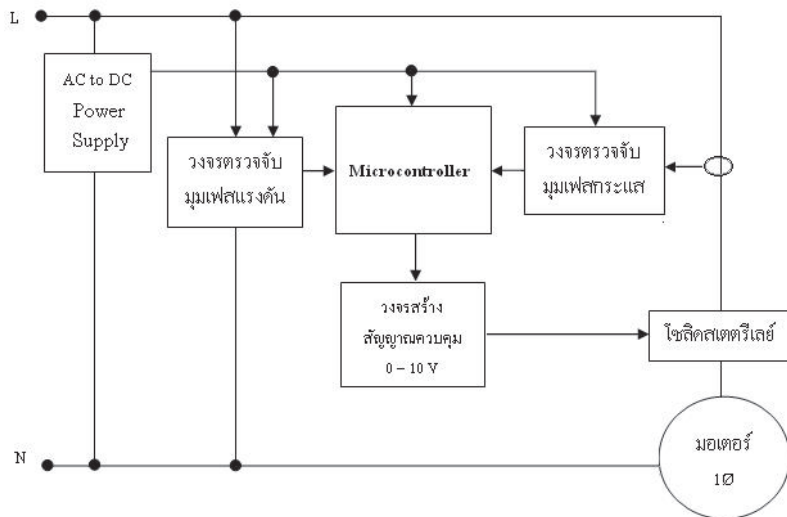 L
AC to DC
Power
Supply
วงจรตรวจจับ
มุมเฟสแรงดัน
Microcontroller
วงจรตรวจจับ
มุมเฟสกระแส
วงจรสร้าง
สัญญาณควบคุม
0 – 10 V
โซลิดสเตตรีเลย์
N
มอเตอร์
1Ø